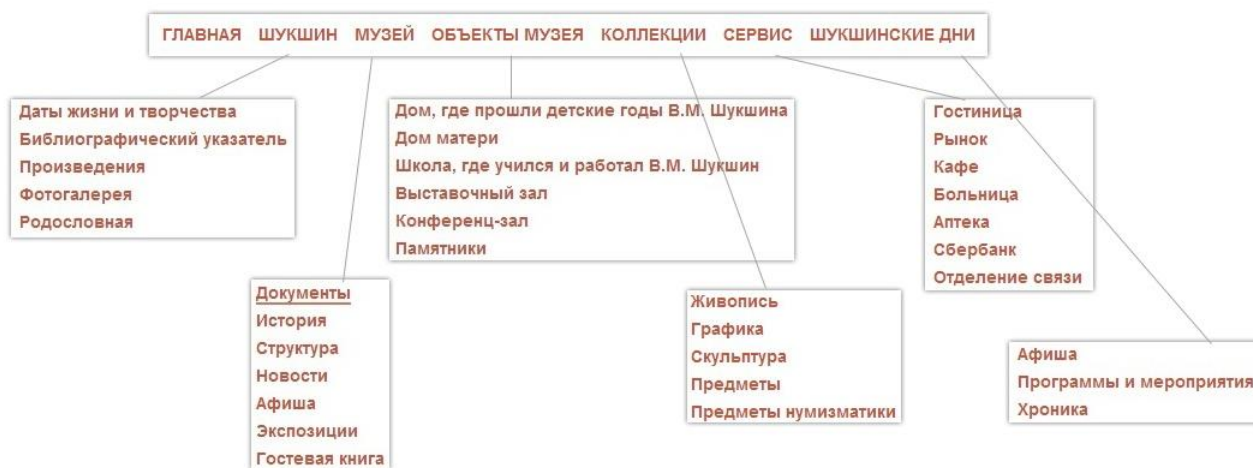 ГЛАВНАЯ ШУКШИН МУЗЕЙ ОБЪЕКТЫ МУЗЕЯ КОЛЛЕКЦИИ СЕРВИС ШУКШИНСКИЕ ДНИ
Даты жизни и творчества
Библиографический указатель
Произведения
Фотогалерея
Родословная
Документы
История
Структура
Новости
Афиша
Экспозиции
Гостевая книга
Дом, где прошли детские годы В.М. Шукшина
Дом матери
Школа, где учился и работал В.М. Шукшин
Выставочный зал
Конференц-зал
Памятники
Живопись
Графика
Скульптура
Предметы
Предметы нумизматики
Гостиница
Рынок
Кафе
Больница
Аптека
Сбербанк
Отделение связи
Афиша
Программы и мероприятия
Хроника